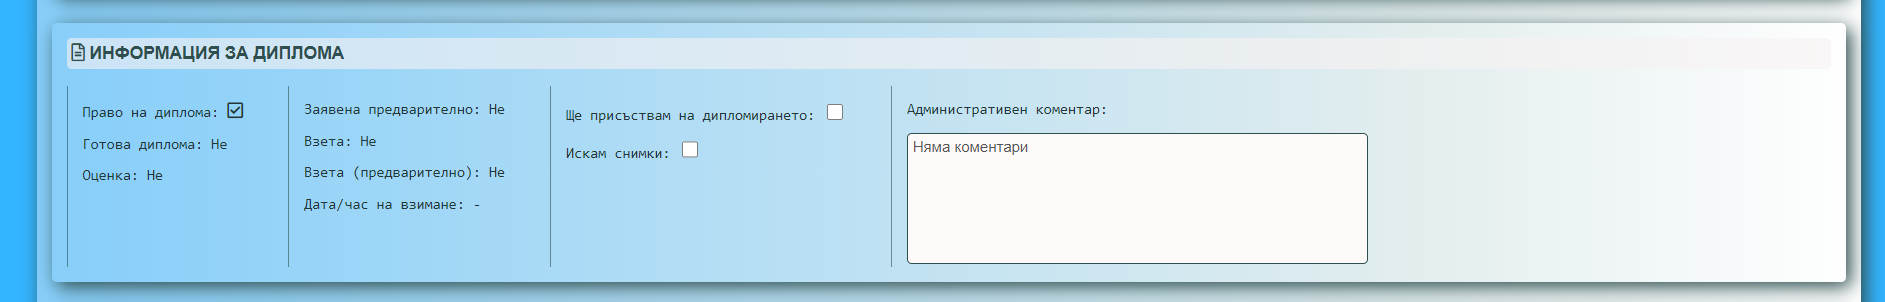 ИНФОРМАЦИЯ ЗА ДИПЛОМА
Право на диплома:
Готова диплома: Не
Оценка: Не
Заявена предварително: Не
Взета: Не
Взета (предварително): Не
Дата/час на взимане: -
Ще присъствам на дипломирането:
Искам снимки:
Административен коментар:
Няма коментари